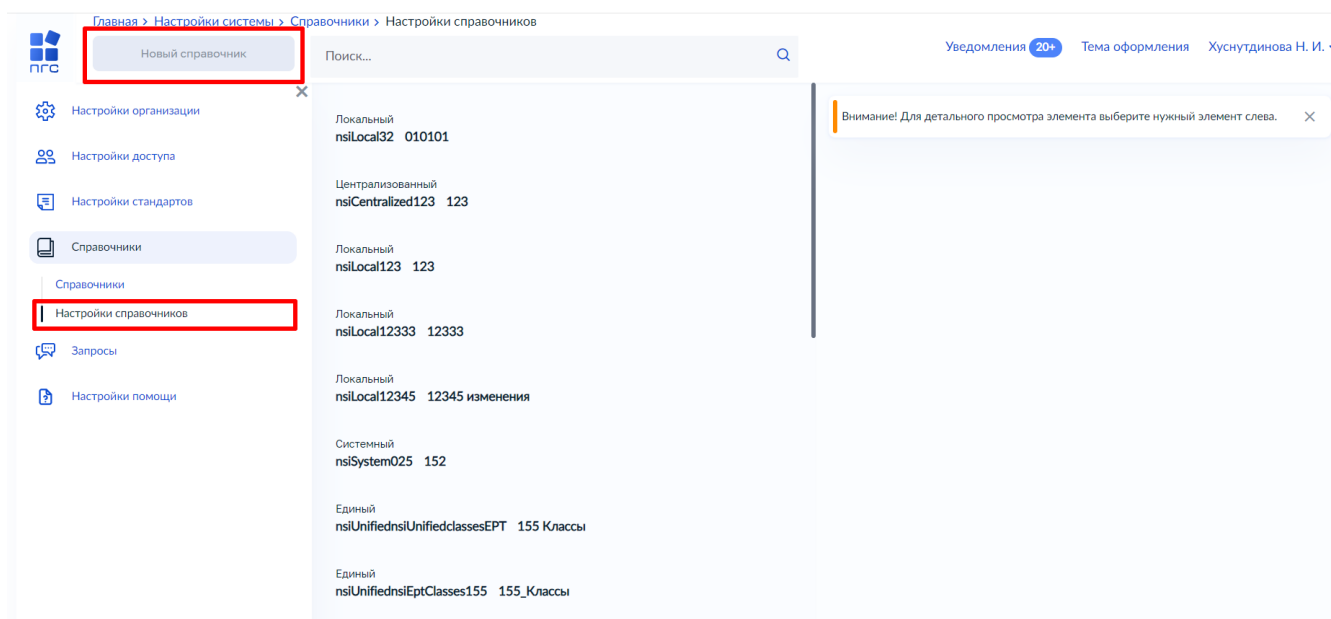 Главная > Настройки системы > Справочники > Настройки справочников
пгс
Новый справочник
Поиск...
Уведомления 20+ Тема оформления Хуснутдинова Н. И.
Настройки организации
Настройки доступа
Настройки стандартов
Справочники
Справочники
Настройки справочников
Запросы
Настройки помощи
Локальный
nsiLocal32 010101
Централизованный
nsiCentralized123 123
Локальный
nsiLocal123 123
Локальный
nsiLocal12333 12333
Локальный
nsiLocal12345 12345 изменения
Системный
nsiSystem025 152
Единый
nsiUnifiednsiUnifiedclassesEPT 155 Классы
Единый
nsiUnifiednsiEptClasses155 155_Классы
Внимание! Для детального просмотра элемента выберите нужный элемент слева.